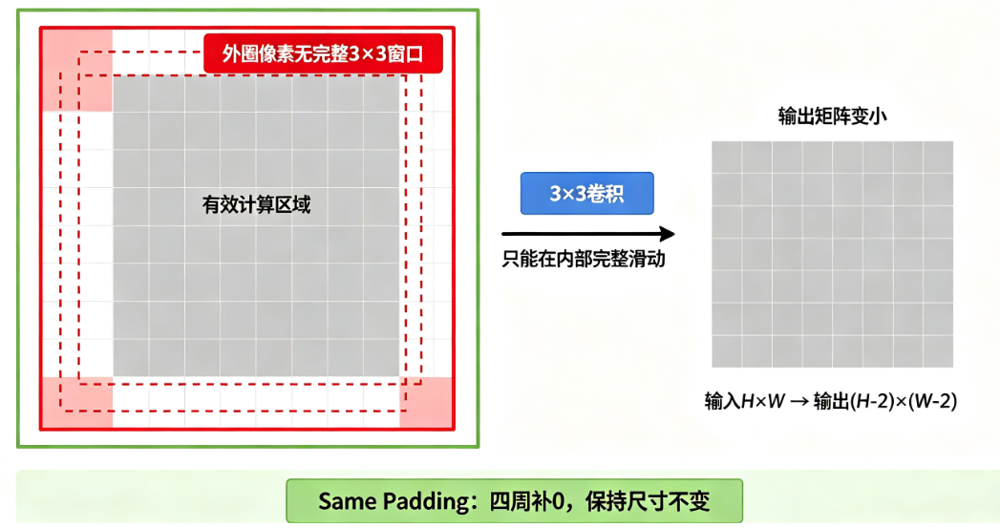 外圈像素无完整3×3窗口
有效计算区域
3×3卷积
只能在内部完整滑动
输出矩阵变小
输入H×W → 输出(H-2)×(W-2)
Same Padding：四周补0，保持尺寸不变